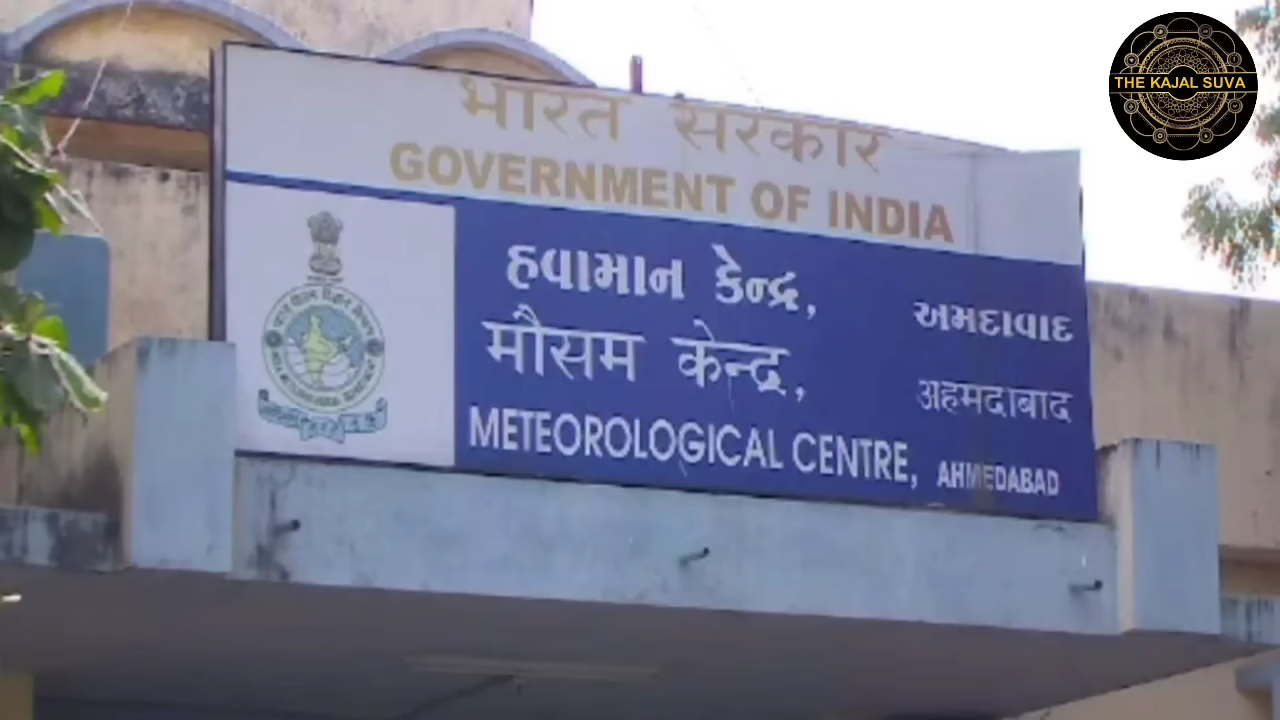 THE KAJAL SUVA
भारत सरकार
GOVERNMENT OF INDIA
હવામાન કેન્દ્ર, અમદાવાદ
मौसम केन्द्र, अहमदाबाद
METEOROLOGICAL CENTRE, AHMEDABAD